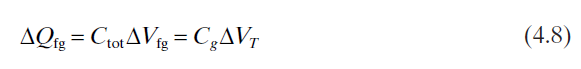 ΔQfg = CtotΔVfg = CgΔVT (4.8)